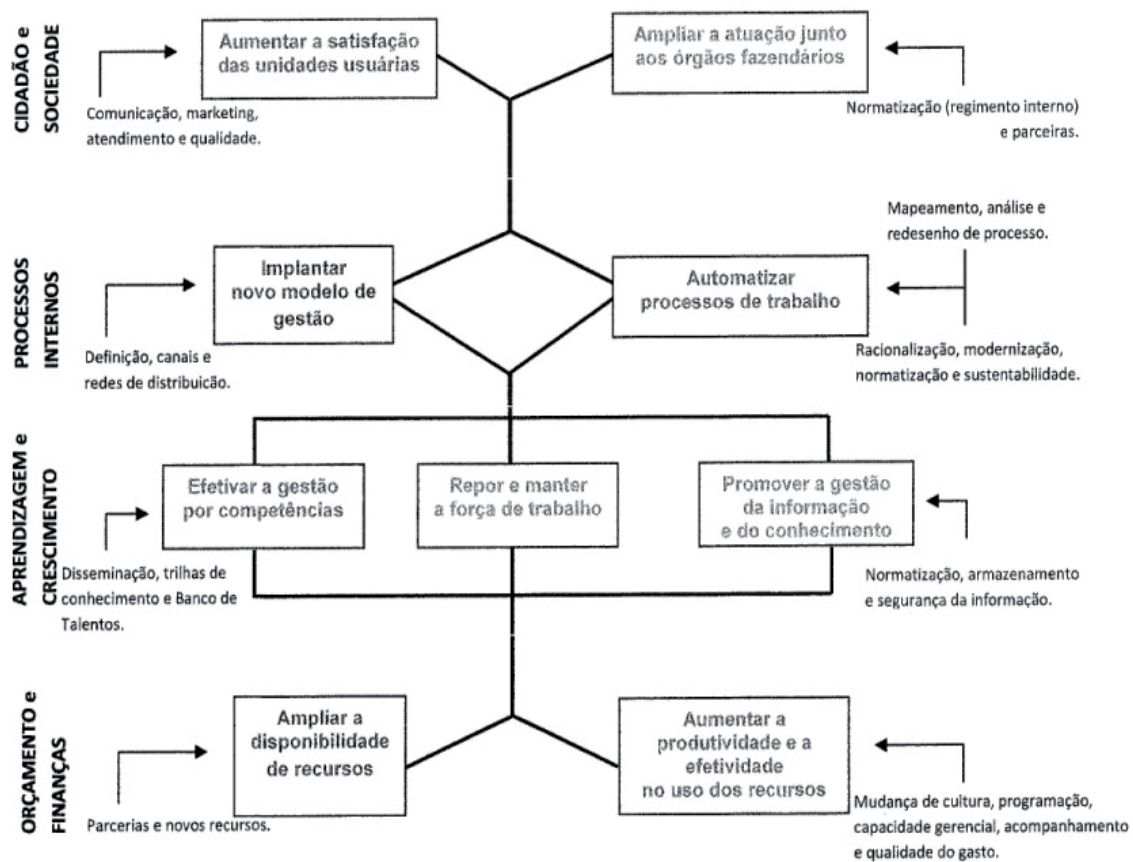 CIDADÃO e
SOCIEDADE
Aumentar a satisfação
das unidades usuárias
Ampliar a atuação junto
aos órgãos fazendários
Comunicação, marketing,
atendimento e qualidade.
Normatização (regimento interno)
e parceiras.
PROCESSOS
INTERNOS
Mapeamento, análise e
redesenho de processo.
Implantar
novo modelo de
gestão
Automatizar
processos de trabalho
Definição, canais e
redes de distribuicão.
Racionalização, modernização,
normatização e sustentabilidade.
APRENDIZAGEM e
CRESCIMENTO
Efetivar a gestão
por competências
Repor e manter
a força de trabalho
Promover a gestão
da informação
e do conhecimento
Disseminação, trilhas de
conhecimento e Banco de
Talentos.
Normatização, armazenamento
e segurança da informação.
ORÇAMENTO e
FINANÇAS
Ampliar a
disponibilidade
de recursos
Aumentar a
produtividade e a
efetividade
no uso dos recursos
Parcerias e novos recursos.
Mudança de cultura, programação,
capacidade gerencial, acompanhamento
e qualidade do gasto.